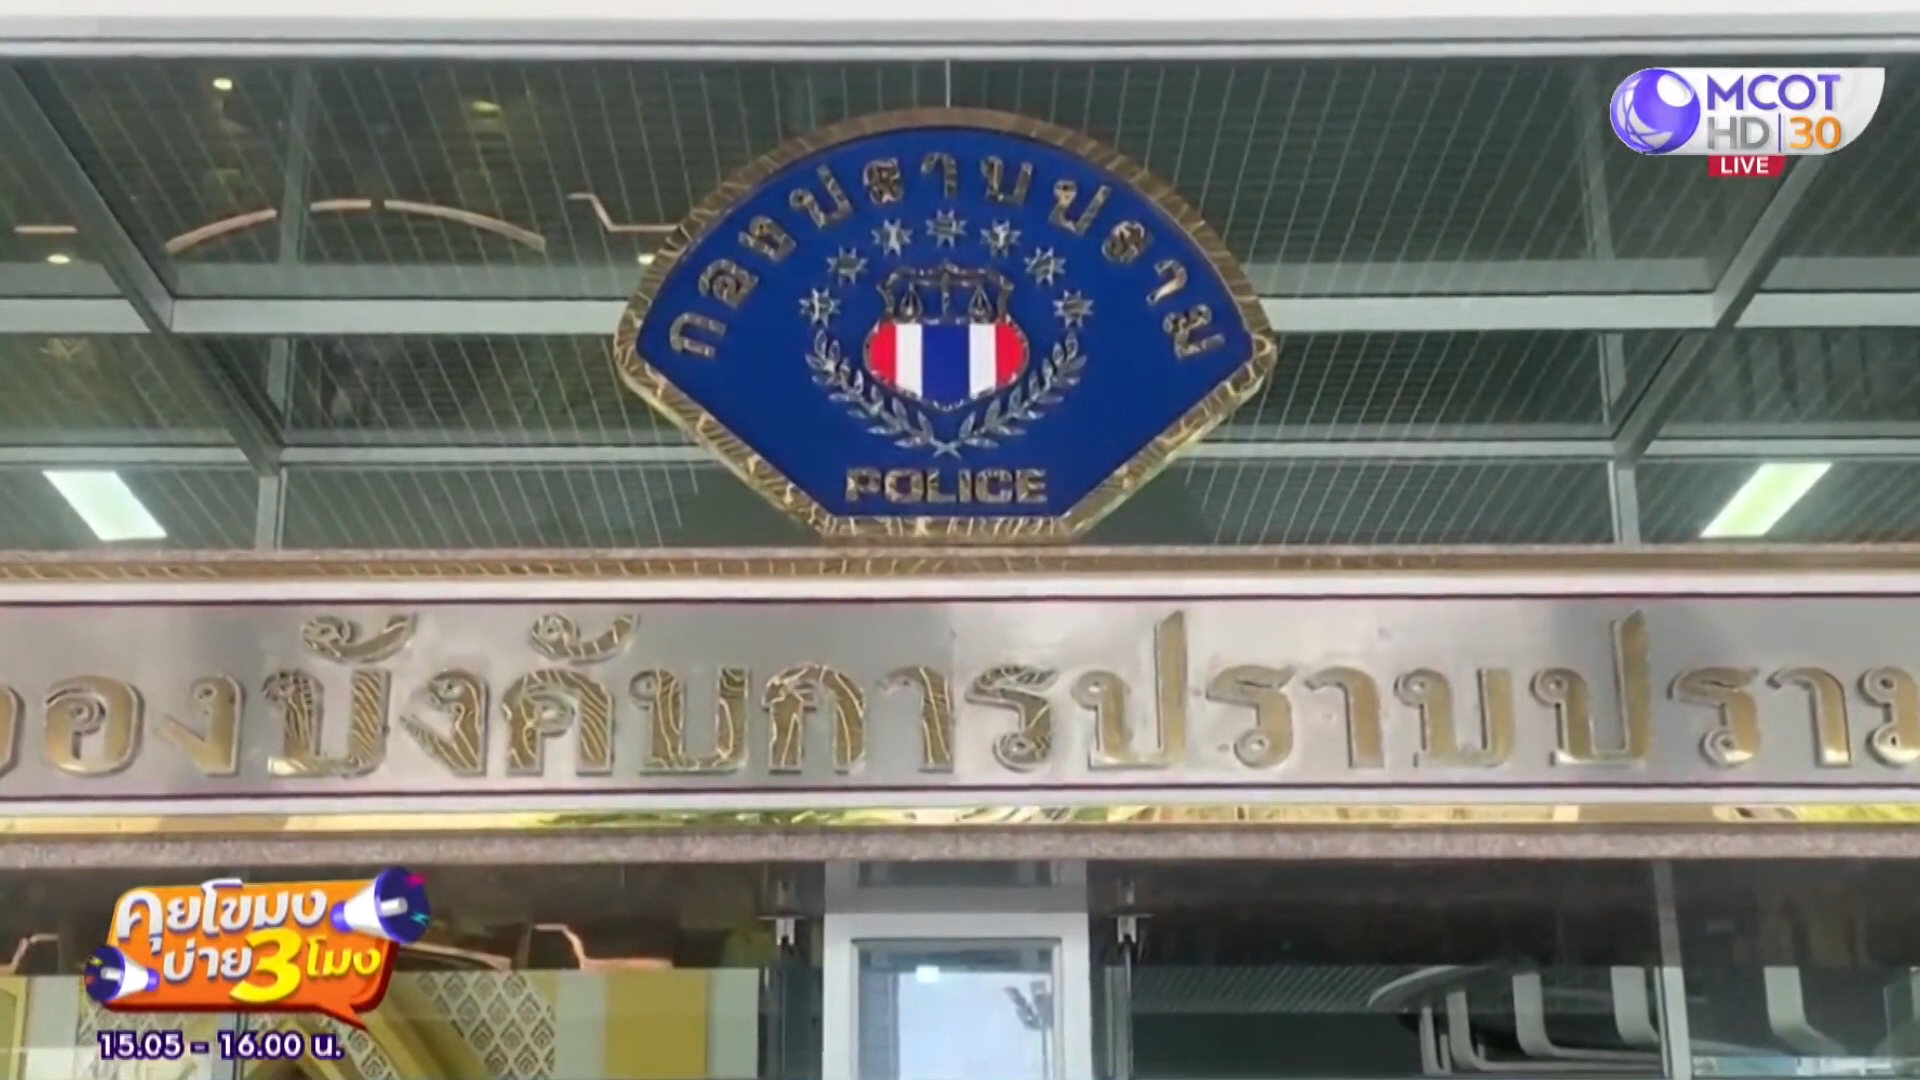 MCOT
HD 30
LIVE
กองปราบปราม
POLICE
กองบังคับการปราบปราม
คุยโขมง
บ่าย 3 โมง
15.05 - 16.00 น.